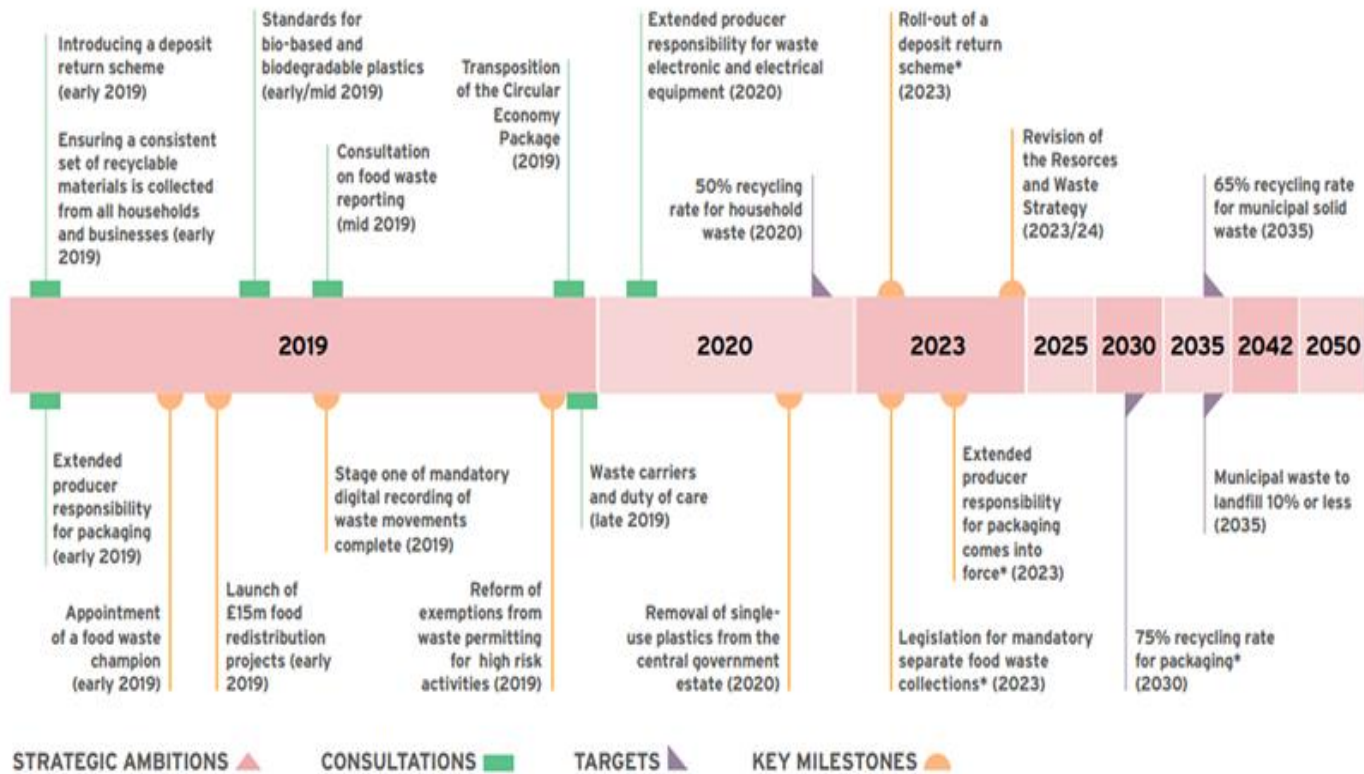 Introducing a deposit
return scheme
(early 2019)
Ensuring a consistent
set of recyclable
materials is collected
from all households
and businesses (early
2019)
Standards for
bio-based and
biodegradable plastics
(early/mid 2019)
Consultation
on food waste
reporting
(mid 2019)
Transposition
of the Circular
Economy
Package
(2019)
Extended producer
responsibility for waste
electronic and electrical
equipment (2020)
50% recycling
rate for household
waste (2020)
Roll-out of a
deposit return
scheme*
(2023)
Revision of
the Resorces
and Waste
Strategy
(2023/24)
65% recycling rate
for municipal solid
waste (2035)
2019
2020
2023
2025
2030
2035
2042
2050
Extended
producer
responsibility
for packaging
(early 2019)
Appointment
of a food waste
champion
(early 2019)
Launch of
£15m food
redistribution
projects (early
2019)
Stage one of mandatory
digital recording of
waste movements
complete (2019)
Reform of
exemptions from
waste permitting
for high risk
activities (2019)
Waste carriers
and duty of care
(late 2019)
Removal of single-
use plastics from the
central government
estate (2020)
Extended
producer
responsibility
for packaging
comes into
force* (2023)
Legislation for mandatory
separate food waste
collections* (2023)
75% recycling rate
for packaging*
(2030)
Municipal waste to
landfill 10% or less
(2035)
STRATEGIC AMBITIONS
CONSULTATIONS
TARGETS
KEY MILESTONES